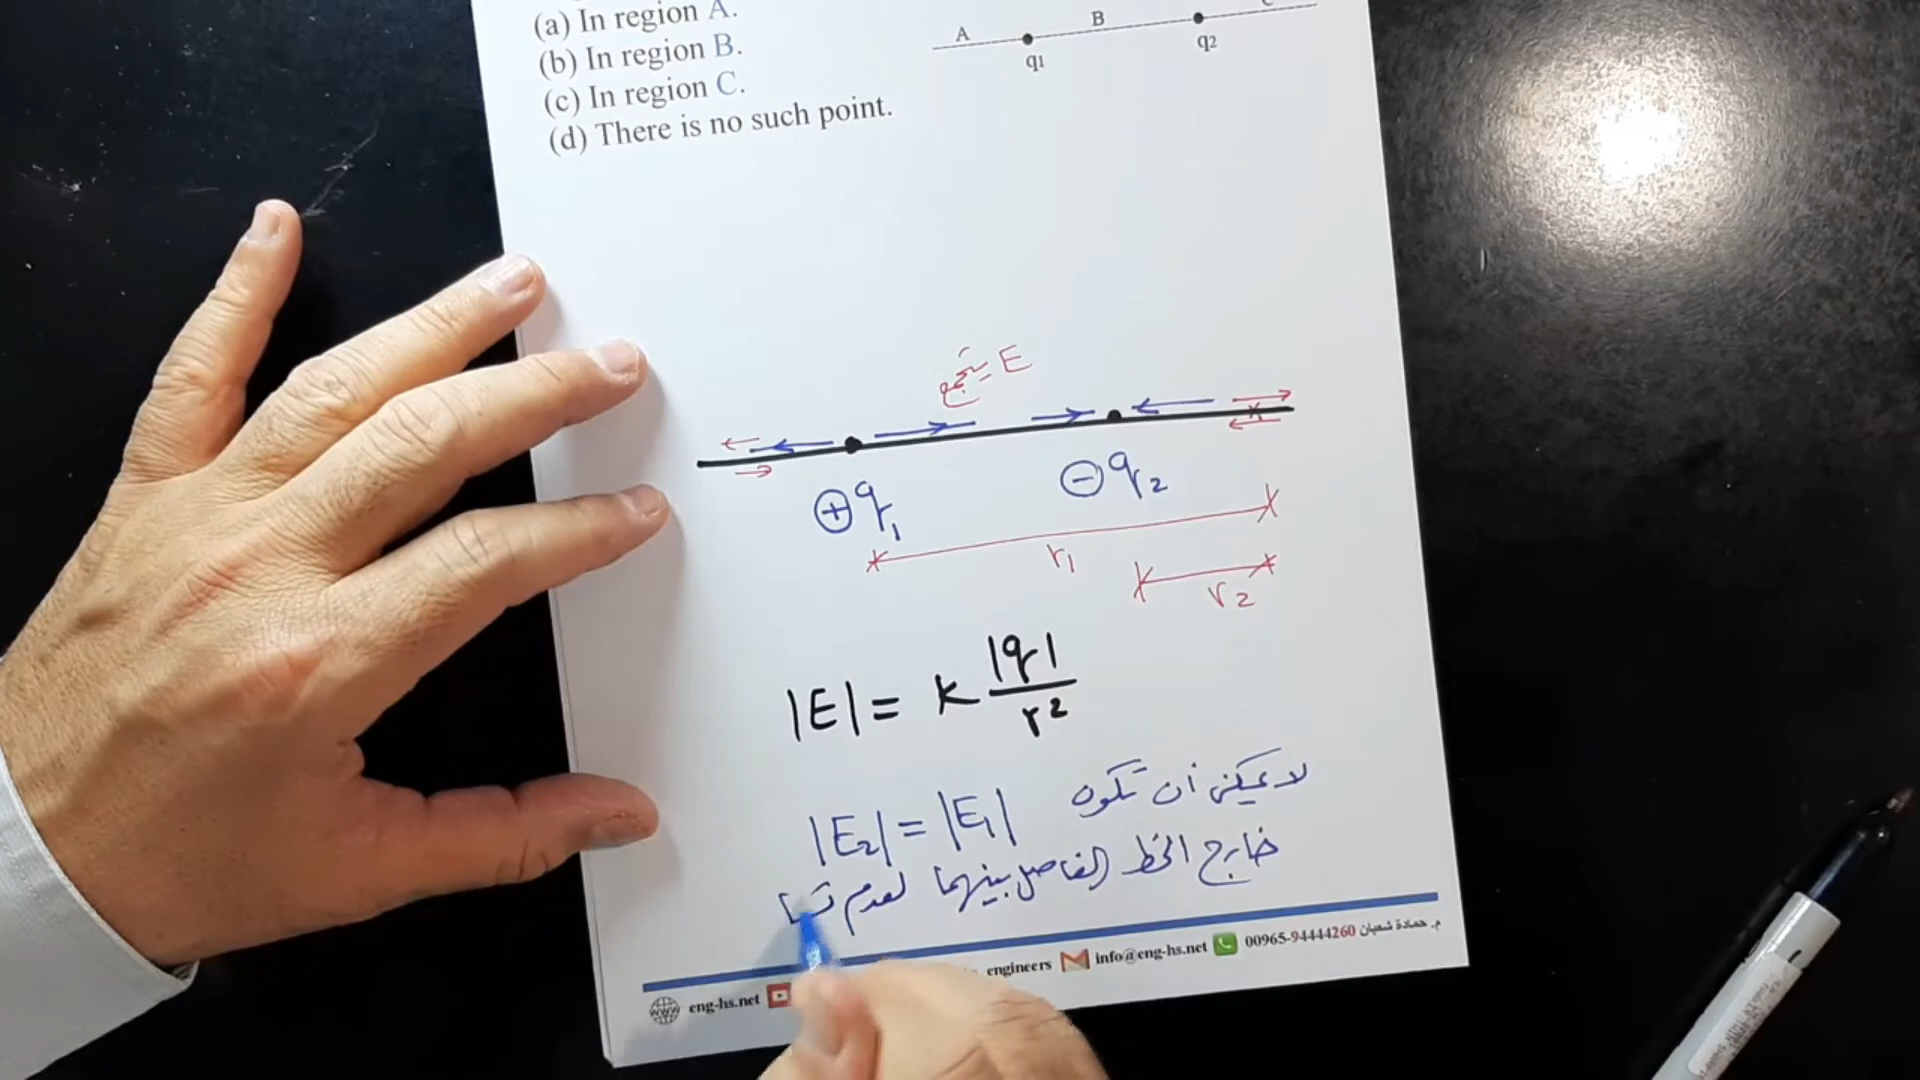 (a) In region A.
(b) In region B.
(c) In region C.
(d) There is no such point.
A B C
q1 q2
E يتجمع
⊕q₁ ⊖q₂
r₁
r₂
|E| = k |q| / r²
|E₂| = |E₁| لا يمكن أن تكون
خارج الخط الفاصل بينهما لعدم
engineers info@eng-hs.net 00965-94444260 م. حمادة شعبان
www eng-hs.net